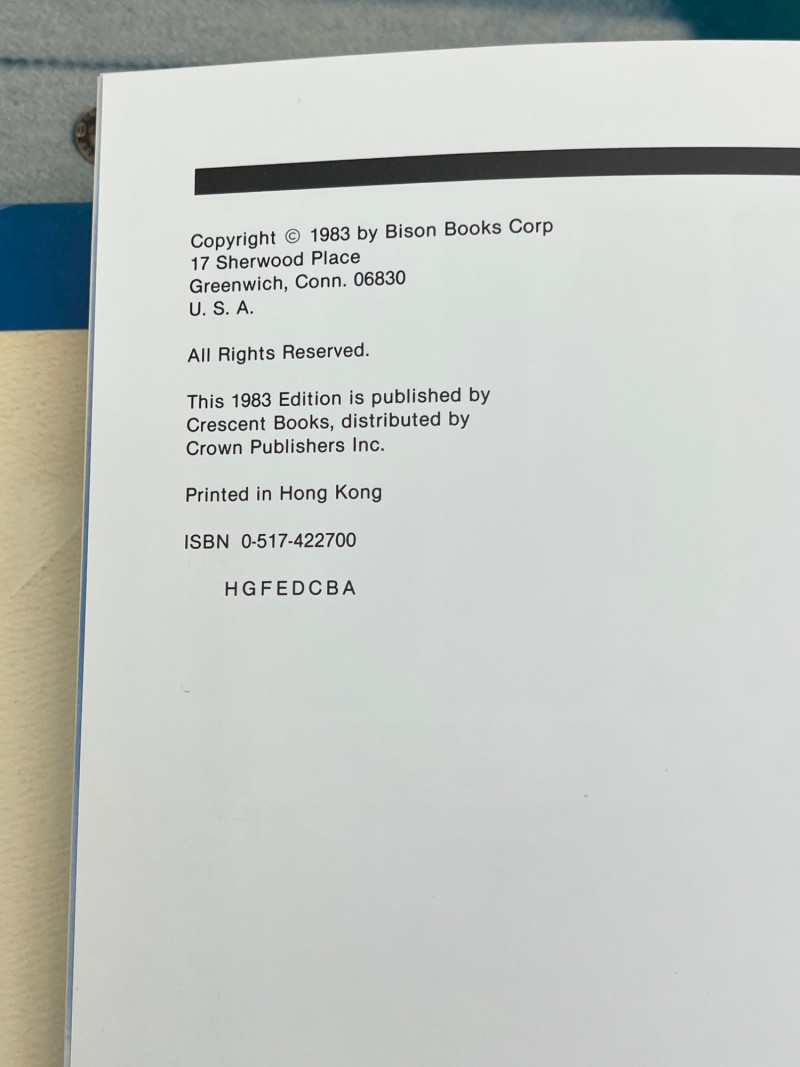 Copyright © 1983 by Bison Books Corp
17 Sherwood Place
Greenwich, Conn. 06830
U. S. A.
All Rights Reserved.
This 1983 Edition is published by
Crescent Books, distributed by
Crown Publishers Inc.
Printed in Hong Kong
ISBN 0-517-422700
HGFEDCBA